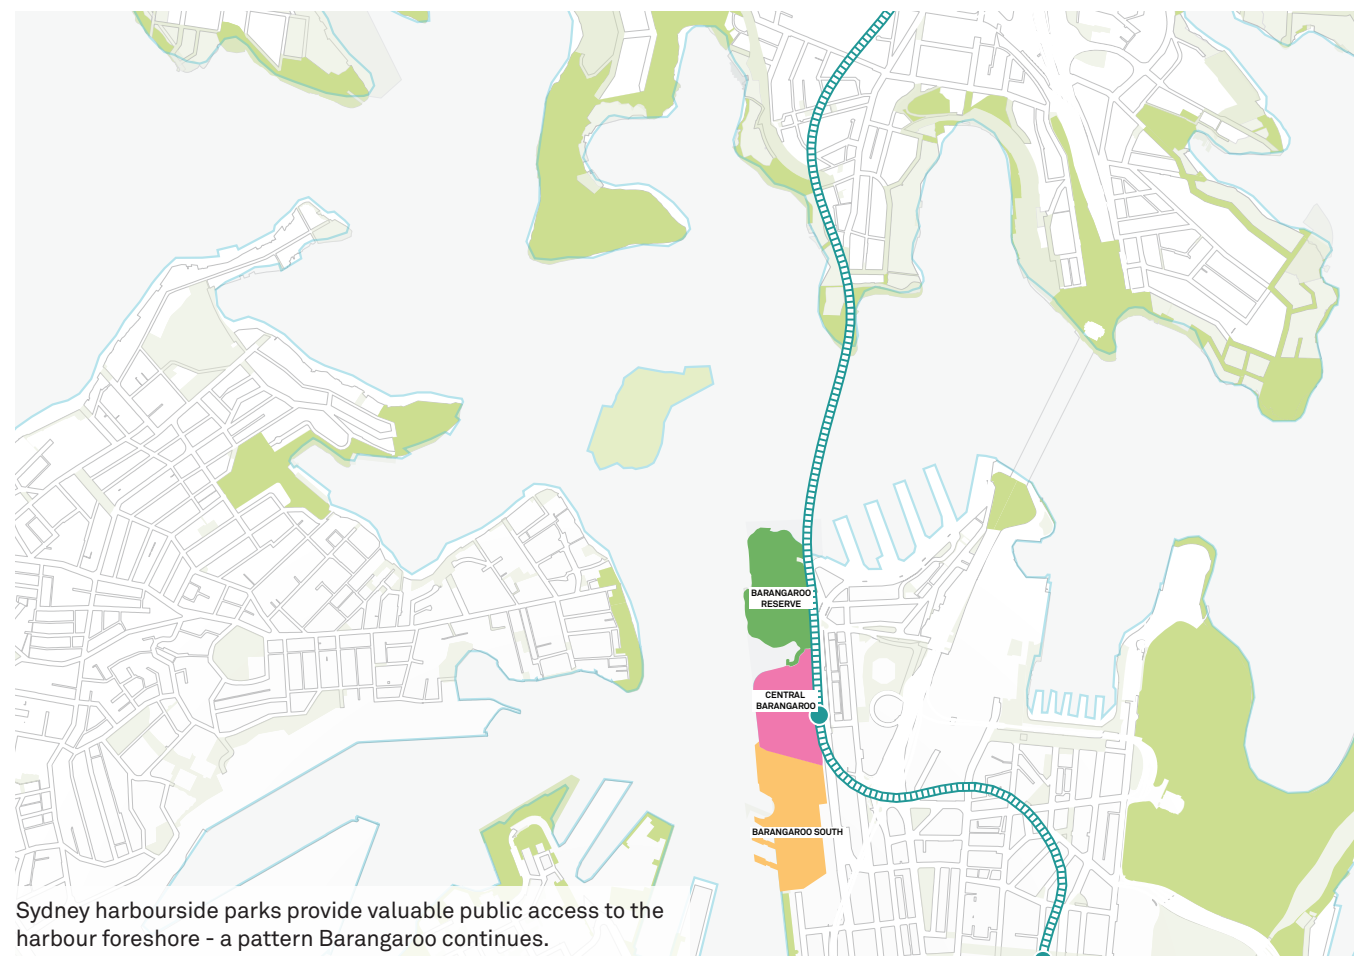 BARANGAROO
RESERVE
CENTRAL
BARANGAROO
BARANGAROO SOUTH
Sydney harbourside parks provide valuable public access to the
harbour foreshore - a pattern Barangaroo continues.